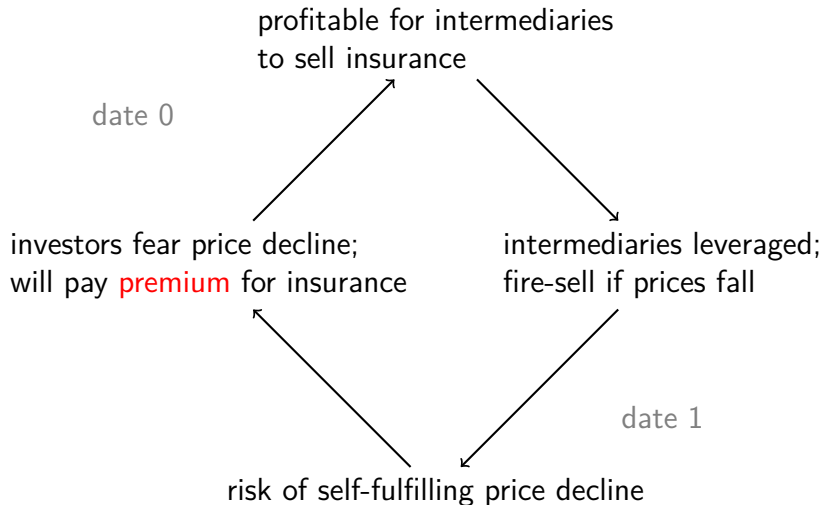 profitable for intermediaries
to sell insurance
date 0
investors fear price decline;
will pay premium for insurance
intermediaries leveraged;
fire-sell if prices fall
date 1
risk of self-fulfilling price decline